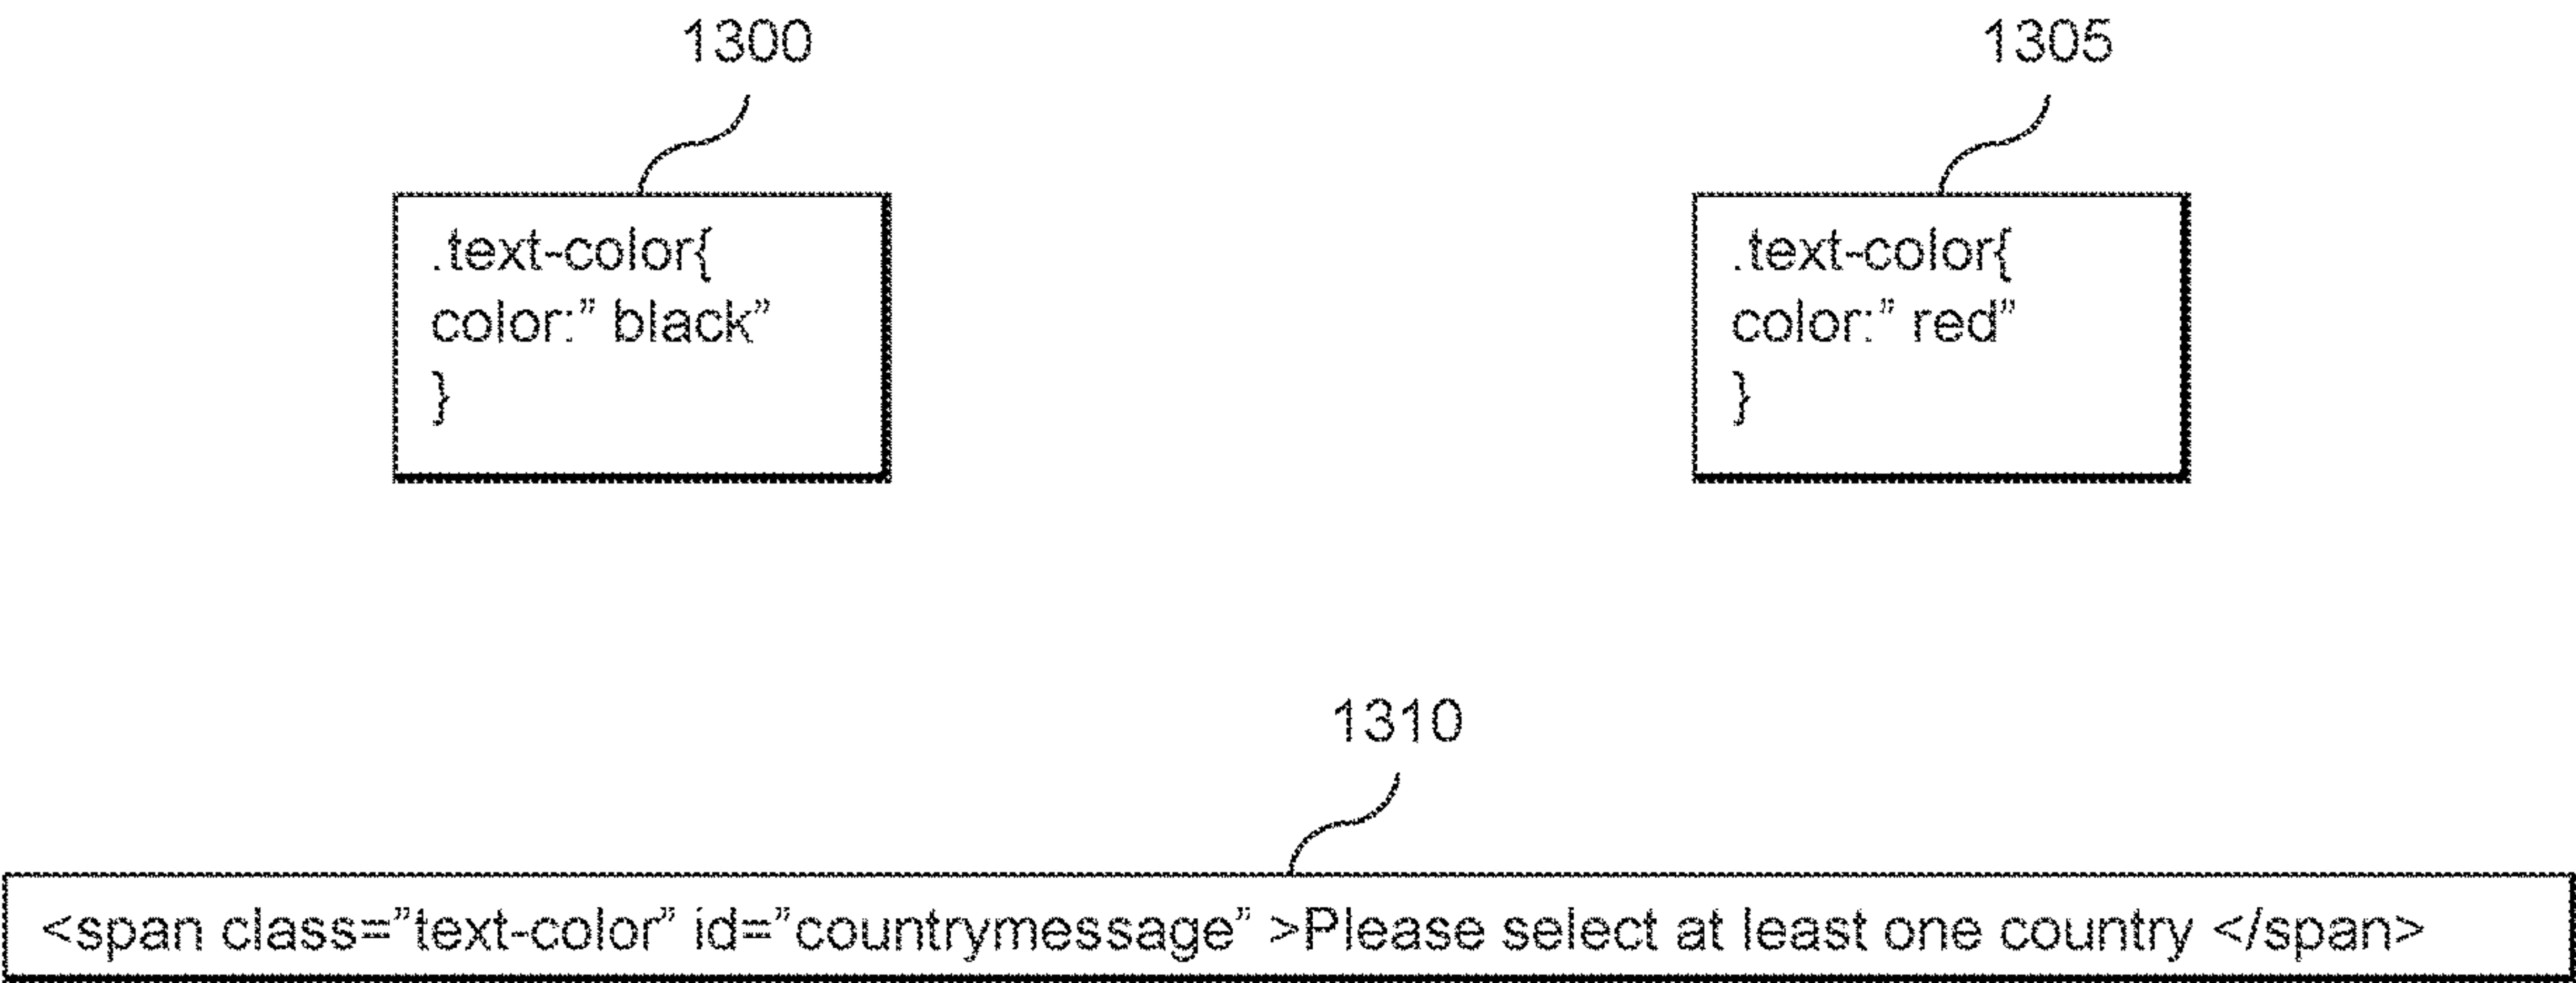 1300
.text-color{
color:” black”
}
1305
.text-color{
color:” red”
}
1310
<span class=”text-color” id=”countrymessage” >Please select at least one country </span>